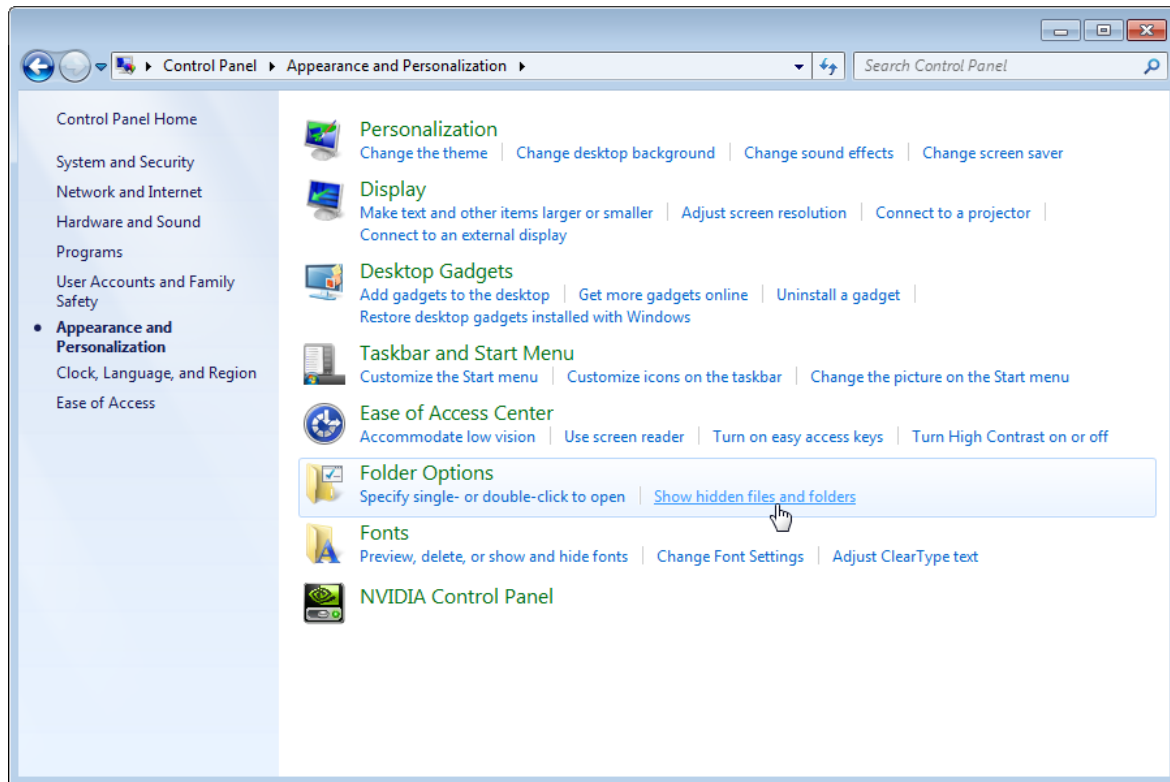 Control Panel Appearance and Personalization
Search Control Panel
Control Panel Home
System and Security
Network and Internet
Hardware and Sound
Programs
User Accounts and Family
Safety
Appearance and
Personalization
Clock, Language, and Region
Ease of Access
Personalization
Change the theme Change desktop background Change sound effects Change screen saver
Display
Make text and other items larger or smaller Adjust screen resolution Connect to a projector
Connect to an external display
Desktop Gadgets
Add gadgets to the desktop Get more gadgets online Uninstall a gadget
Restore desktop gadgets installed with Windows
Taskbar and Start Menu
Customize the Start menu Customize icons on the taskbar Change the picture on the Start menu
Ease of Access Center
Accommodate low vision Use screen reader Turn on easy access keys Turn High Contrast on or off
Folder Options
Specify single- or double-click to open Show hidden files and folders
Fonts
Preview, delete, or show and hide fonts Change Font Settings Adjust ClearType text
NVIDIA Control Panel